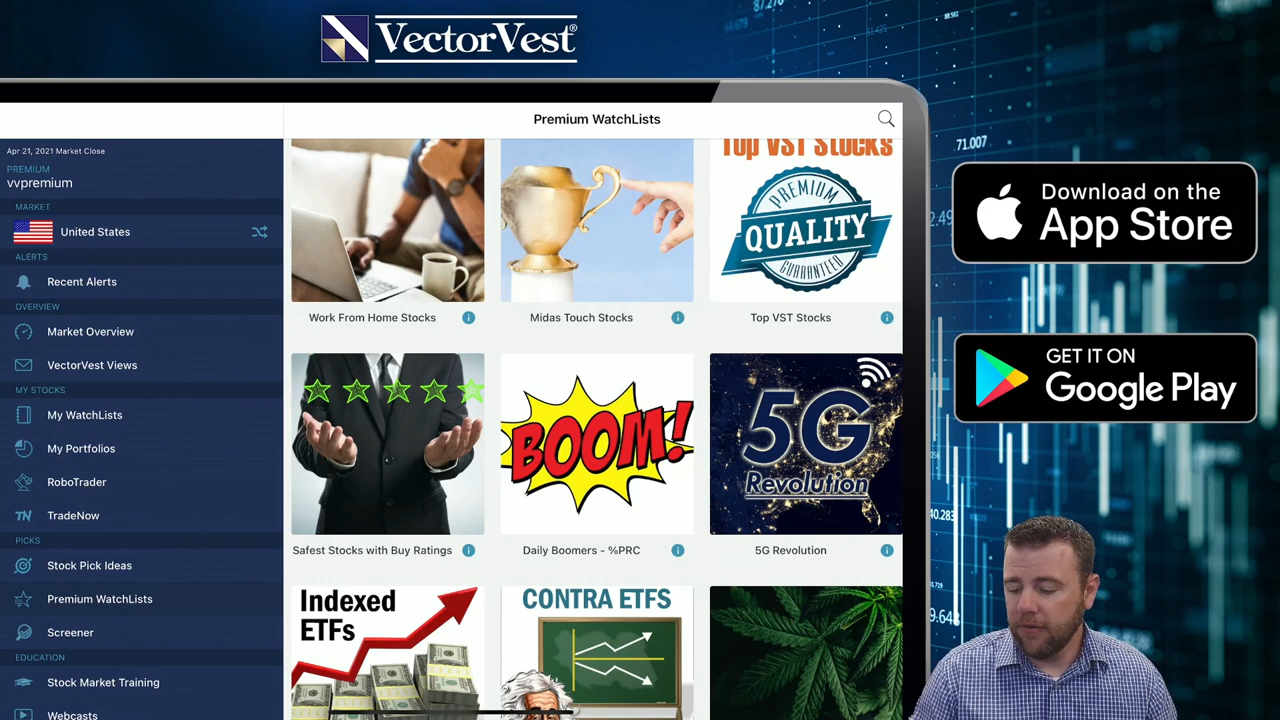 VectorVest®
Premium WatchLists
Apr 21, 2021 Market Close
PREMIUM
vvpremium
MARKET
United States
ALERTS
Recent Alerts
OVERVIEW
Market Overview
VectorVest Views
MY STOCKS
My WatchLists
My Portfolios
RoboTrader
TN TradeNow
PICKS
Stock Pick Ideas
Premium WatchLists
Screener
EDUCATION
Stock Market Training
Webcasts
Top VST Stocks
PREMIUM
QUALITY
GUARANTEED
Work From Home Stocks
Midas Touch Stocks
Top VST Stocks
BOOM!
5G
Revolution
Safest Stocks with Buy Ratings
Daily Boomers - %PRC
5G Revolution
Indexed
ETFs
CONTRA ETFS
Download on the
App Store
GET IT ON
Google Play
71.007
40.283